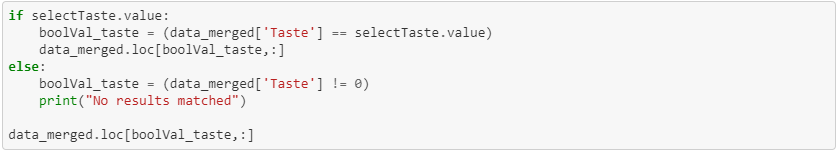 if selectTaste.value:
    boolVal_taste = (data_merged['Taste'] == selectTaste.value)
    data_merged.loc[boolVal_taste,:]
else:
    boolVal_taste = (data_merged['Taste'] != 0)
    print("No results matched")

data_merged.loc[boolVal_taste,:]